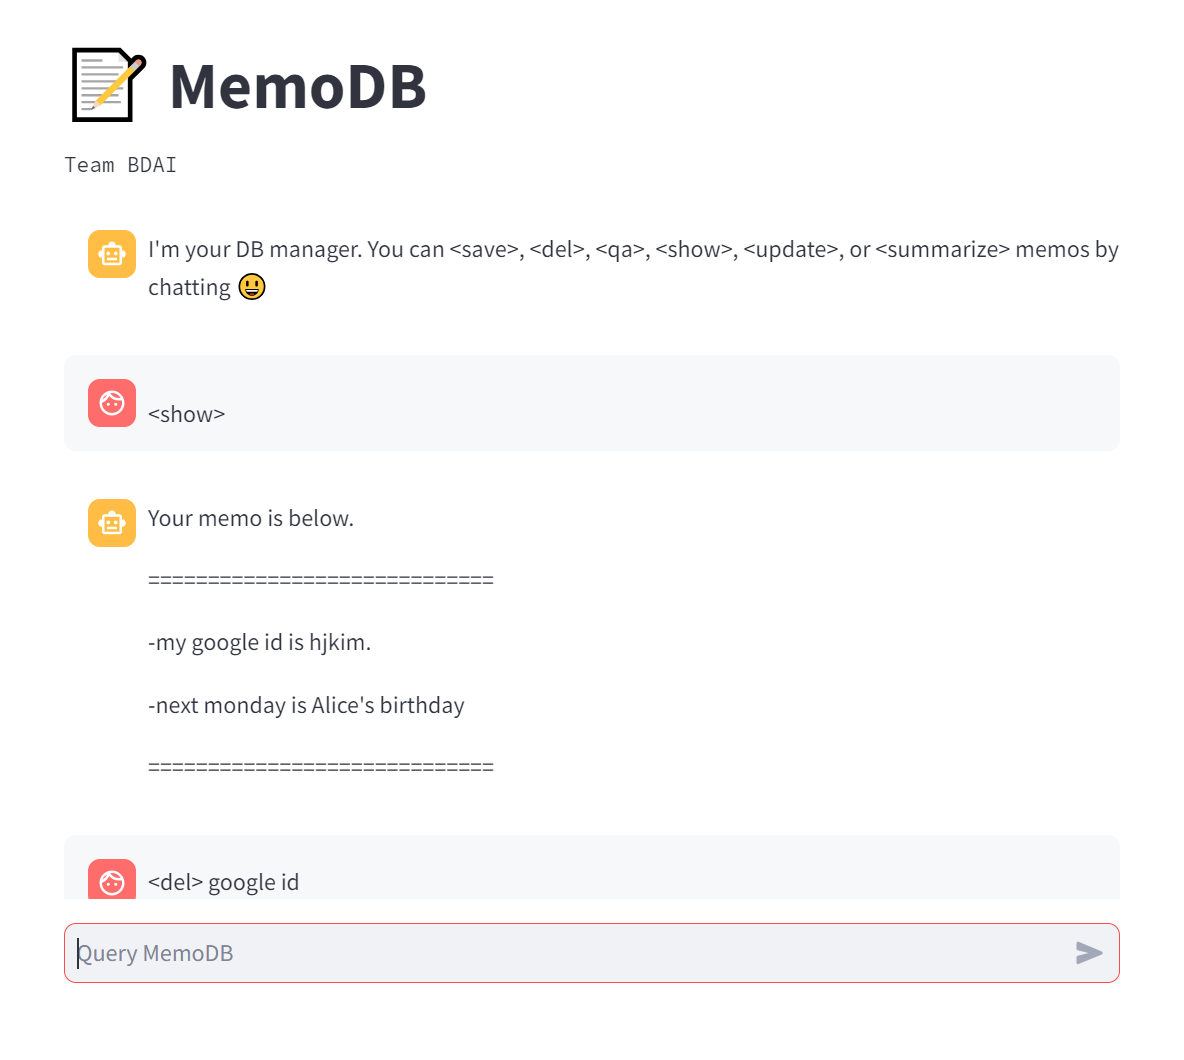 MemoDB
Team BDAI
I'm your DB manager. You can <save>, <del>, <qa>, <show>, <update>, or <summarize> memos by
chatting 😃
<show>
Your memo is below.
=============================
-my google id is hjkim.
-next monday is Alice's birthday
=============================
<del> google id
Query MemoDB